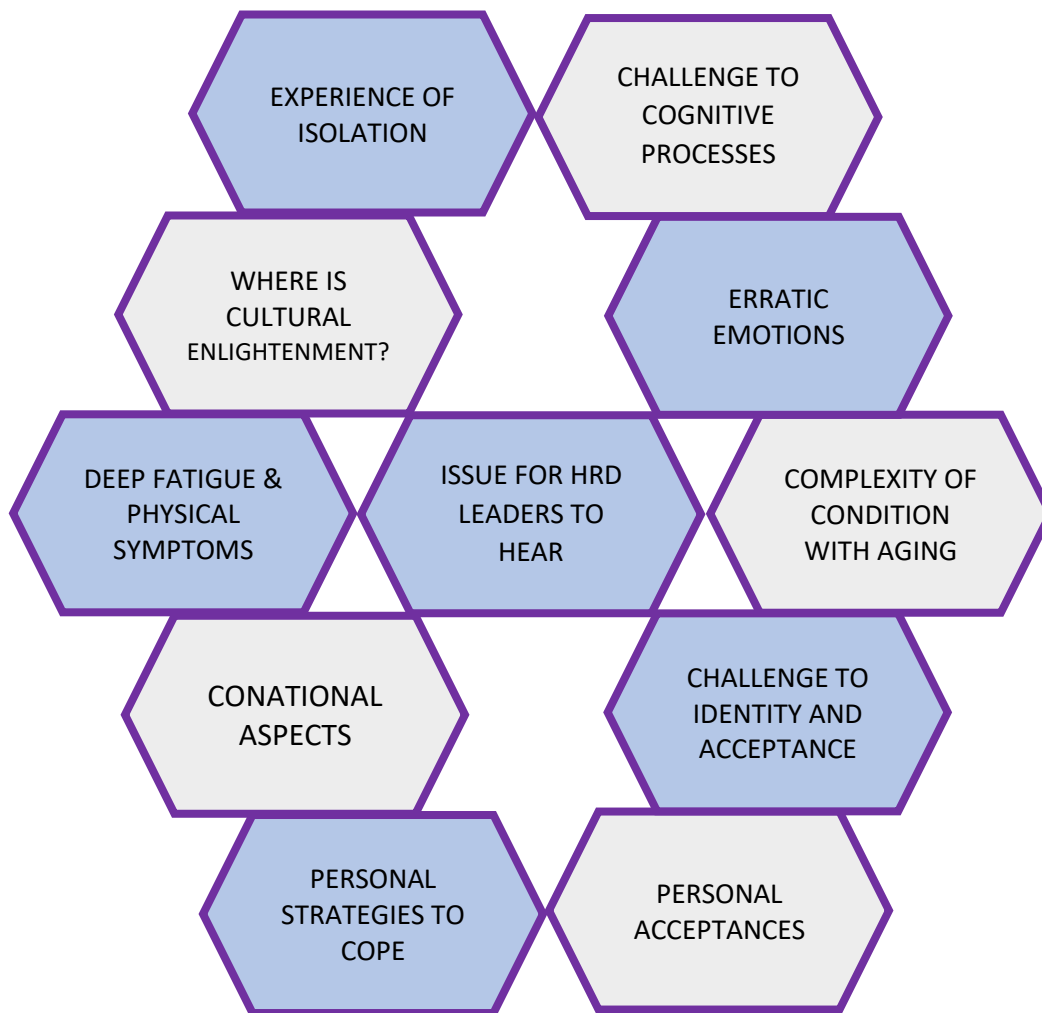 EXPERIENCE OF
ISOLATION
CHALLENGE TO
COGNITIVE
PROCESSES
WHERE IS
CULTURAL
ENLIGHTENMENT?
ERRATIC
EMOTIONS
DEEP FATIGUE &
PHYSICAL
SYMPTOMS
ISSUE FOR HRD
LEADERS TO
HEAR
COMPLEXITY OF
CONDITION
WITH AGING
CONATIONAL
ASPECTS
CHALLENGE TO
IDENTITY AND
ACCEPTANCE
PERSONAL
STRATEGIES TO
COPE
PERSONAL
ACCEPTANCES